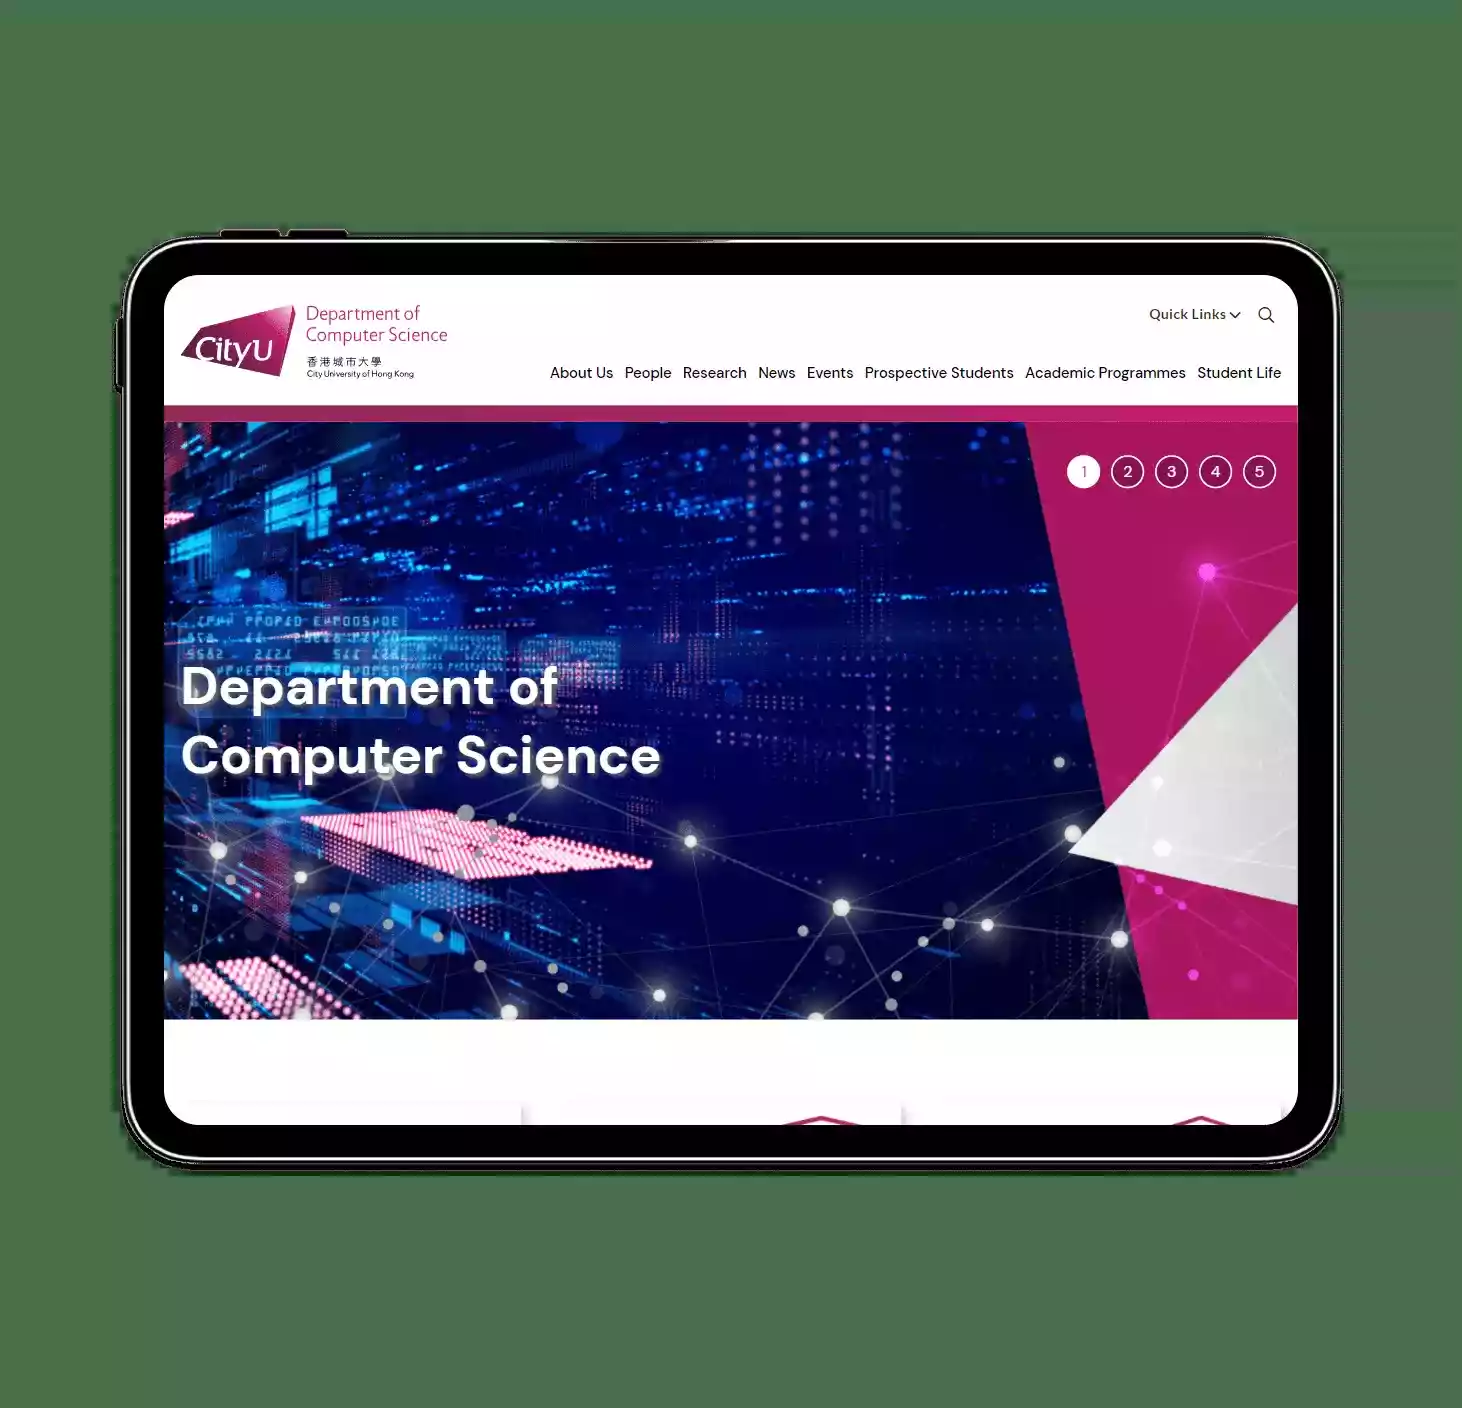 CityU
Department of
Computer Science
香港城市大學
City University of Hong Kong
Quick Links
About Us People Research News Events Prospective Students Academic Programmes Student Life
1 2 3 4 5
Department of
Computer Science